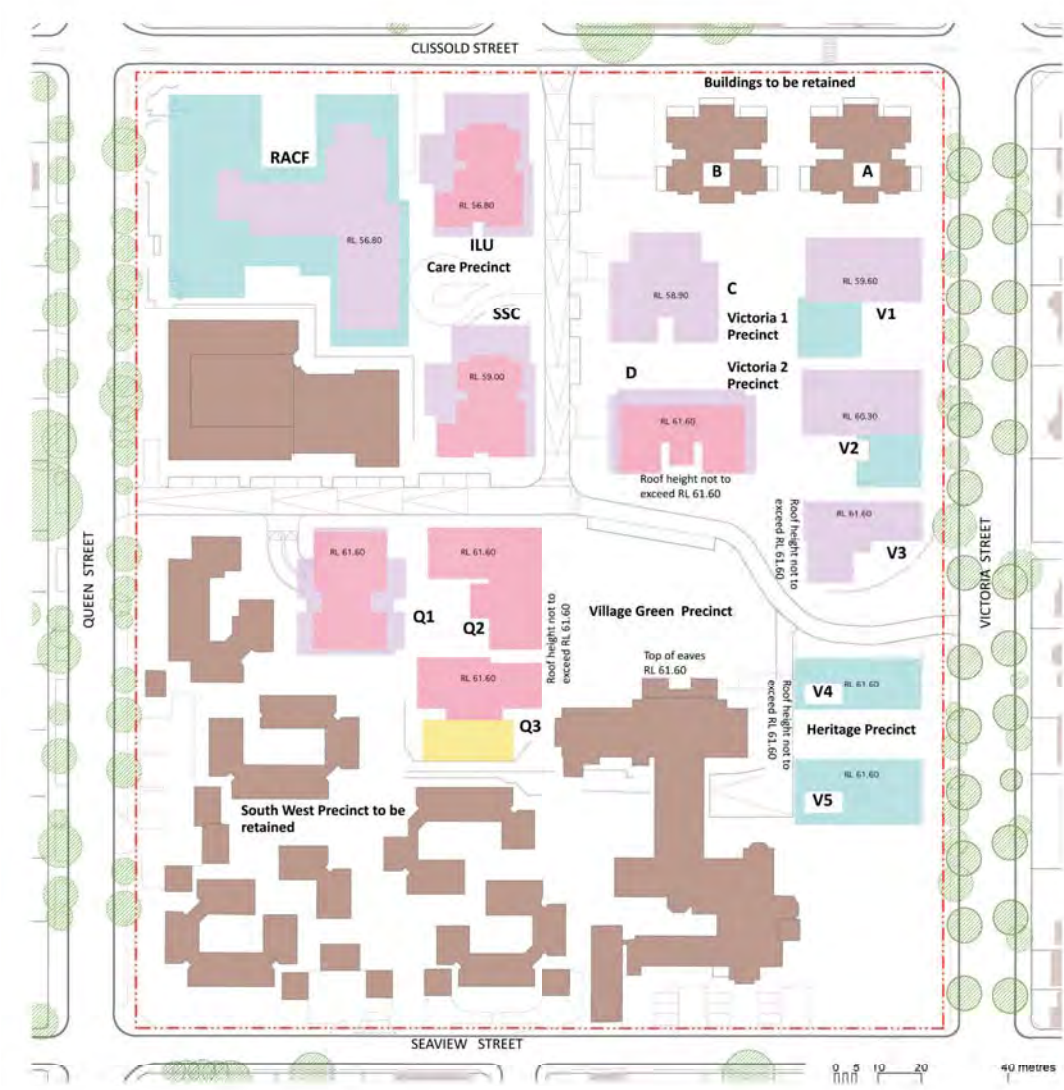 CLISSOLD STREET
Buildings to be retained
RACF
B
A
RL 56.80
RL 56.80
ILU
Care Precinct
RL 58.90
C
RL 59.60
V1
Victoria 1
Precinct
SSC
Victoria 2
Precinct
D
RL 59.00
RL 61.60
RL 60.30
V2
Roof height not to
exceed RL 61.60
Roof height not to
exceed RL 61.60
RL 61.60
V3
QUEEN STREET
VICTORIA STREET
RL 61.60
RL 61.60
Q1
Q2
Roof height not to
exceed RL 61.60
Village Green Precinct
Top of eaves
RL 61.60
RL 61.60
Q3
Roof height not to
exceed RL 61.60
V4
RL 61.60
Heritage Precinct
RL 61.60
V5
South West Precinct to be
retained
SEAVIEW STREET
0 5 10 20 40 metres